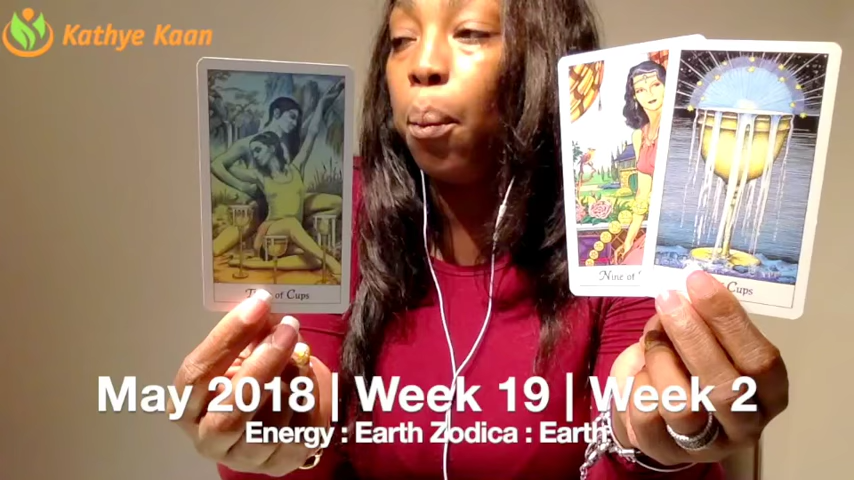 Kathye Kaan
of Cups
Nine of
Cups
May 2018 | Week 19 | Week 2
Energy : Earth Zodica : Earth